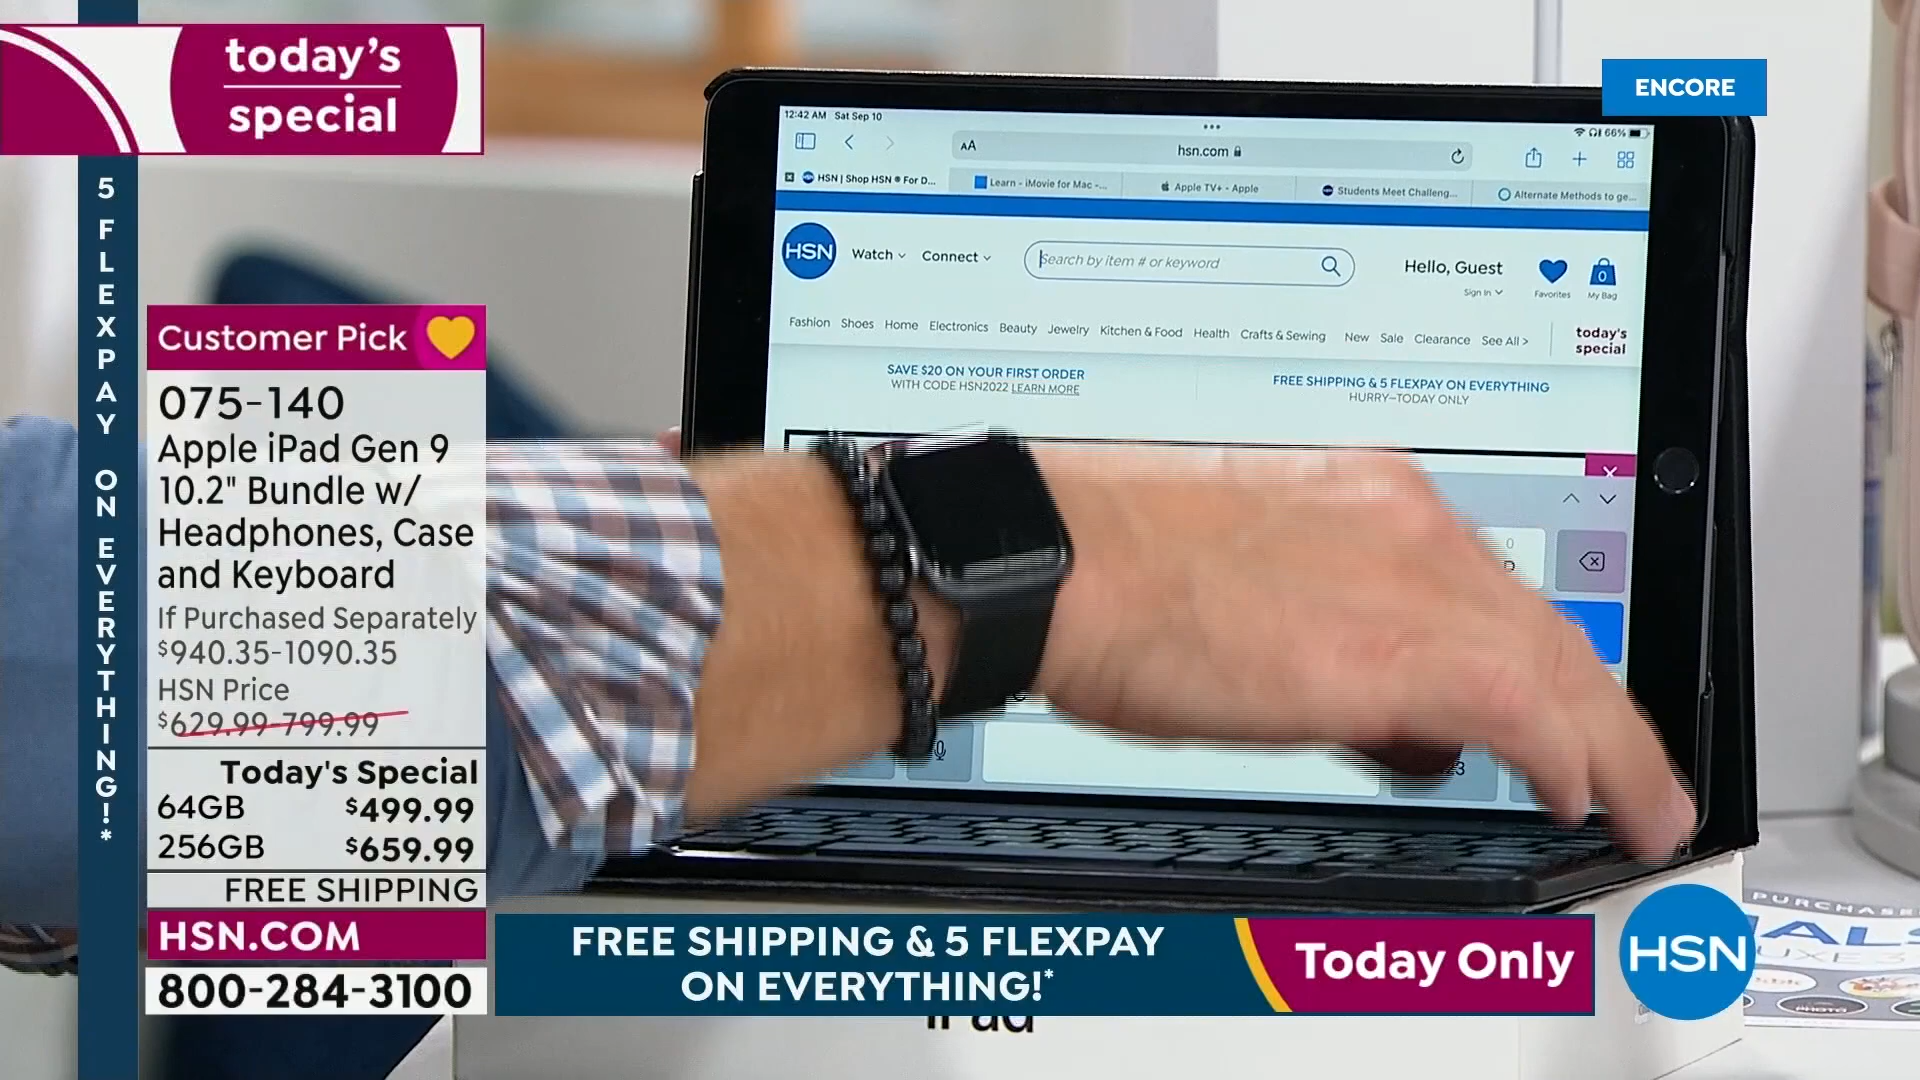 today's
special
5 FLEXPAY ON EVERYTHING!*
Customer Pick
075-140
Apple iPad Gen 9
10.2" Bundle w/
Headphones, Case
and Keyboard
If Purchased Separately
$940.35-1090.35
HSN Price
$629.99-799.99
Today's Special
64GB $499.99
256GB $659.99
FREE SHIPPING
HSN.COM
800-284-3100
ENCORE
12:42 AM Sat Sep 10
66%
AA
hsn.com
HSN | Shop HSN ® For D...
Learn - iMovie for Mac -...
Apple TV+ - Apple
Students Meet Challeng...
Alternate Methods to ge...
HSN
Watch
Connect
Search by item # or keyword
Hello, Guest
Sign In
Favorites
0
My Bag
Fashion Shoes Home Electronics Beauty Jewelry Kitchen & Food Health Crafts & Sewing New Sale Clearance See All >
today's
special
SAVE $20 ON YOUR FIRST ORDER
WITH CODE HSN2022 LEARN MORE
FREE SHIPPING & 5 FLEXPAY ON EVERYTHING
HURRY-TODAY ONLY
FREE SHIPPING & 5 FLEXPAY
ON EVERYTHING!*
Today Only
HSN
iPad
PURCHASE
PHOTO